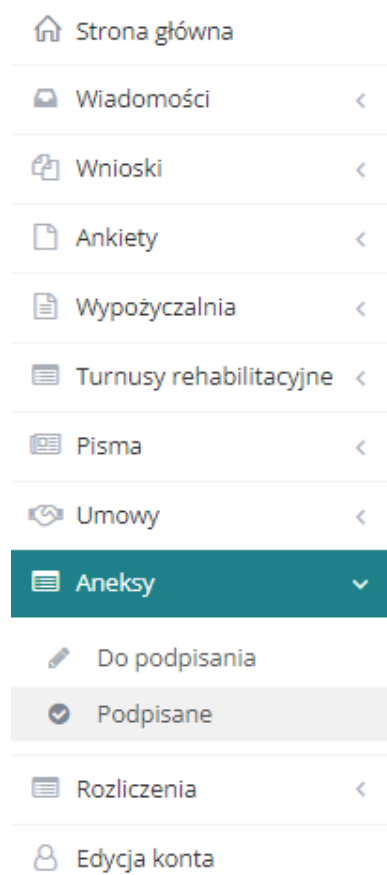 Strona główna
Wiadomości
Wnioski
Ankiety
Wypożyczalnia
Turnusy rehabilitacyjne
Pisma
Umowy
Aneksy
Do podpisania
Podpisane
Rozliczenia
Edycja konta